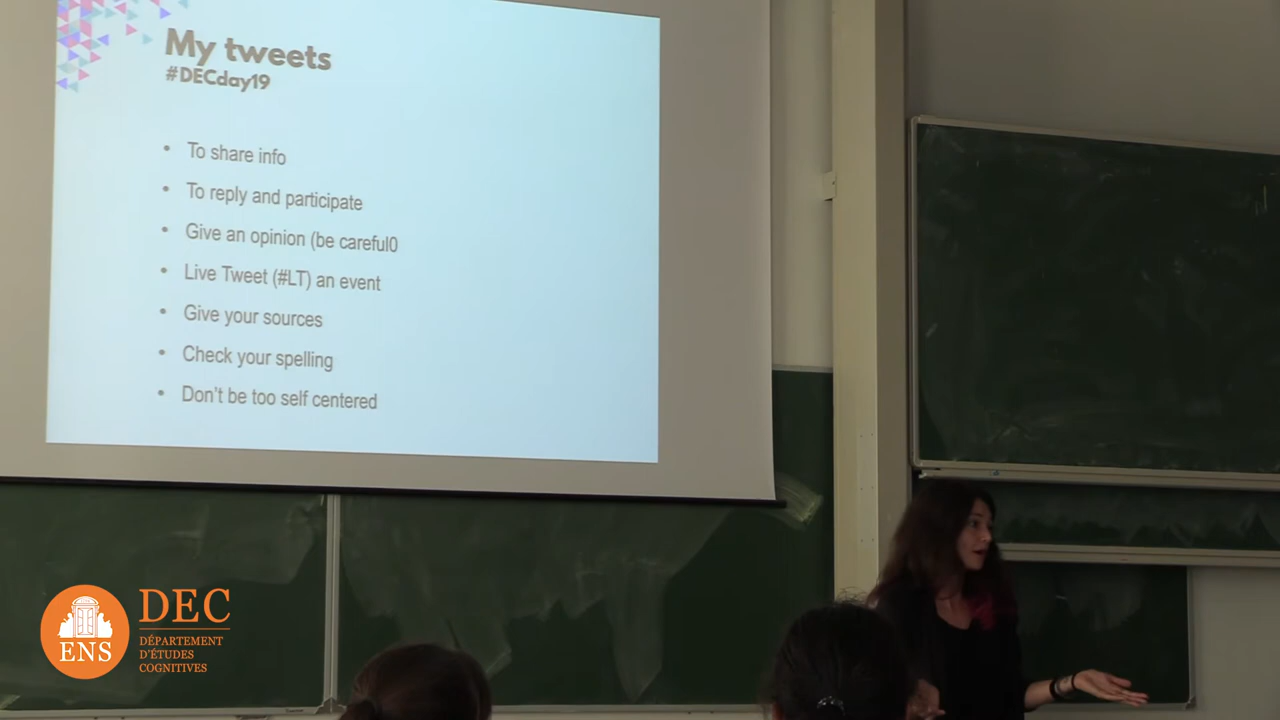 My tweets
#DECday19
• To share info
• To reply and participate
• Give an opinion (be careful0
• Live Tweet (#LT) an event
• Give your sources
• Check your spelling
• Don't be too self centered
ENS
DEC
DÉPARTEMENT
D'ÉTUDES
COGNITIVES